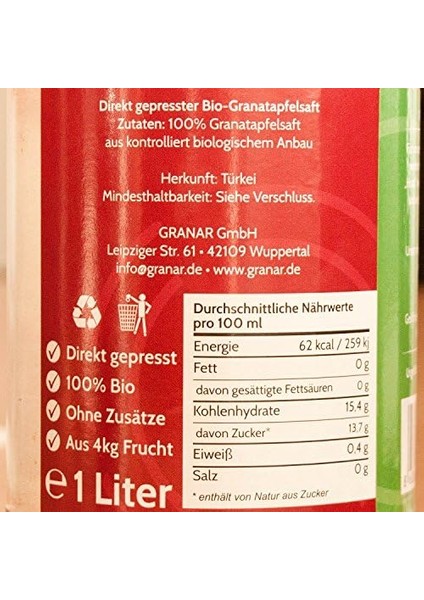 Direkt gepresster Bio-Granatapfelsaft
Zutaten: 100% Granatapfelsaft
aus kontrolliert biologischem Anbau
Herkunft: Türkei
Mindesthaltbarkeit: Siehe Verschluss.
GRANAR GmbH
Leipziger Str. 61 • 42109 Wuppertal
info@granar.de • www.granar.de
Direkt gepresst
100% Bio
Ohne Zusätze
Aus 4kg Frucht
℮ 1 Liter
Durchschnittliche Nährwerte
pro 100 ml
Energie 62 kcal / 259 kj
Fett 0 g
davon gesättigte Fettsäuren 0 g
Kohlenhydrate 15,4 g
davon Zucker* 13,7 g
Eiweiß 0,4 g
Salz 0 g
* enthält von Natur aus Zucker